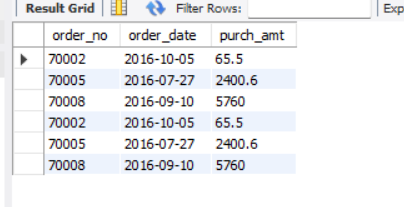 Result Grid Filter Rows: Exp
order_no order_date purch_amt
70002 2016-10-05 65.5
70005 2016-07-27 2400.6
70008 2016-09-10 5760
70002 2016-10-05 65.5
70005 2016-07-27 2400.6
70008 2016-09-10 5760